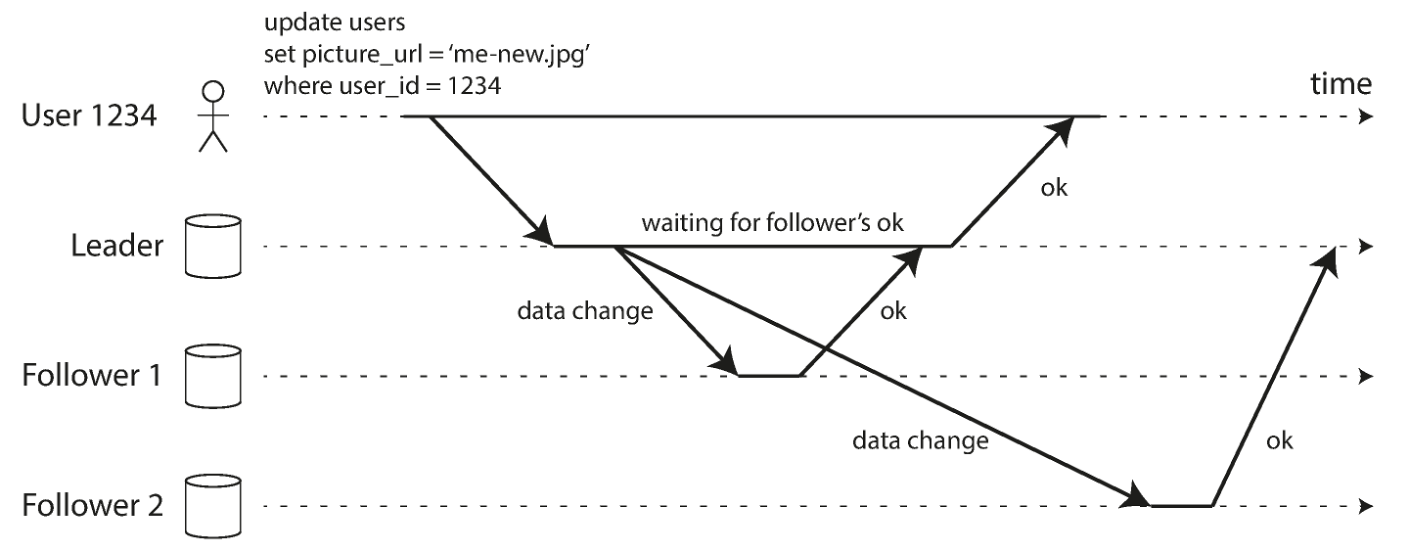 update users
set picture_url = ‘me-new.jpg’
where user_id = 1234
time
User 1234
ok
waiting for follower’s ok
Leader
data change
ok
Follower 1
data change
ok
Follower 2